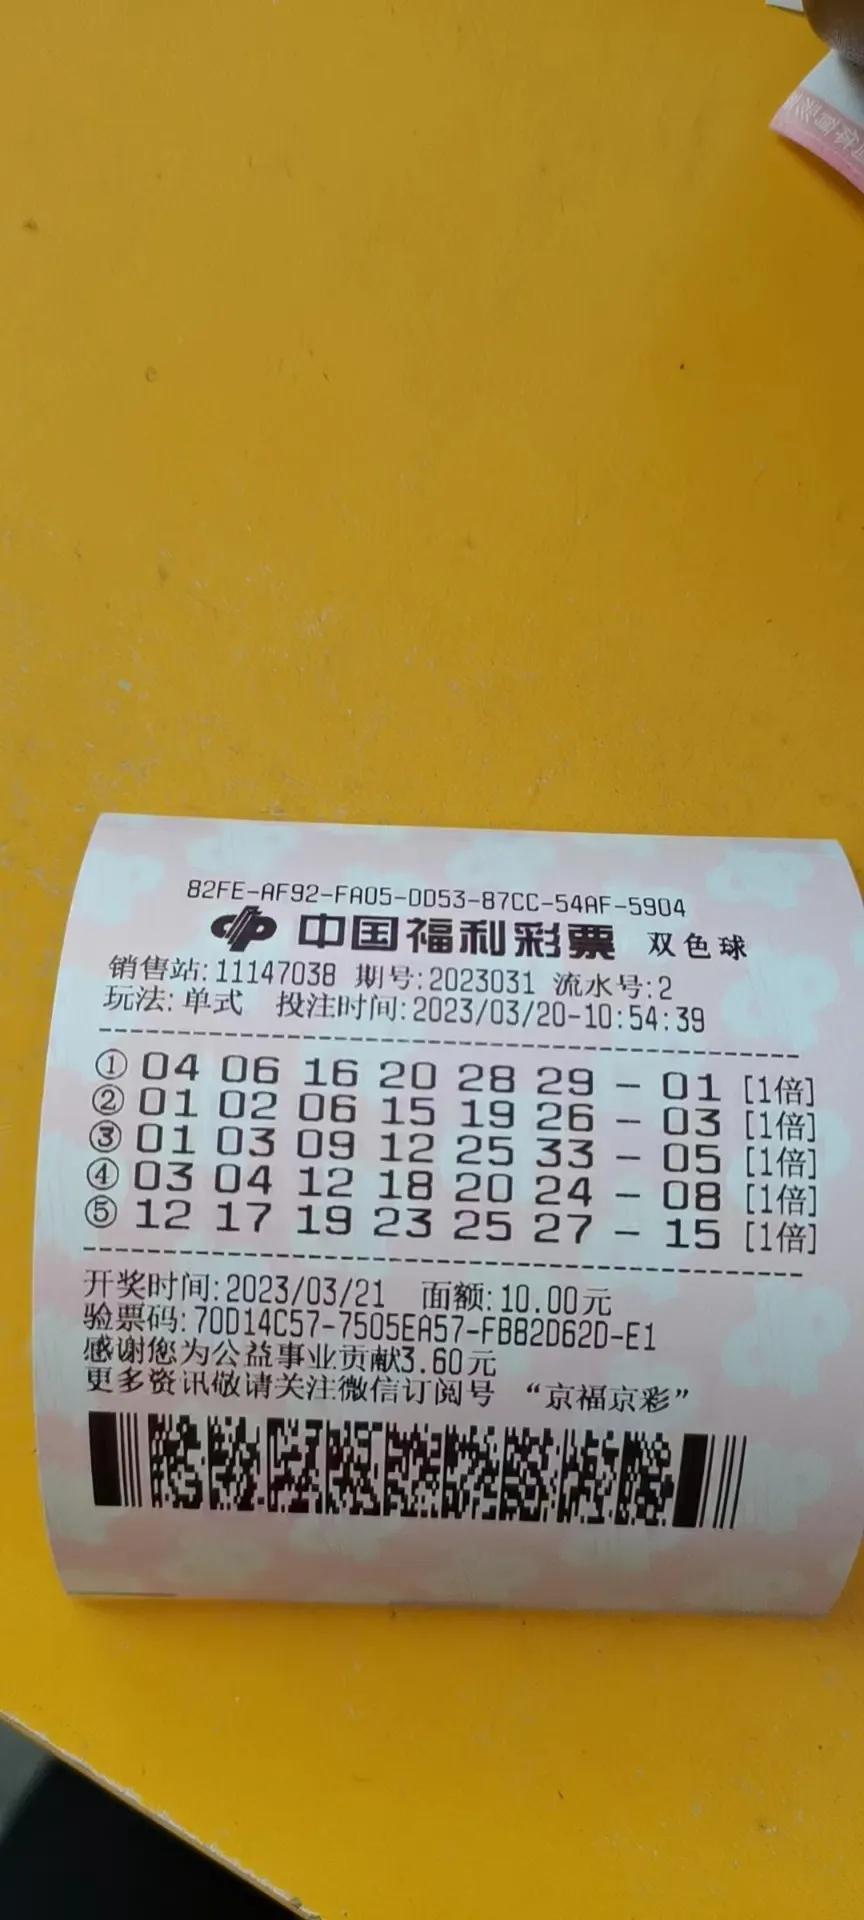 82FE-AF92-FA05-DD53-87CC-54AF-5904
中国福利彩票 双色球
销售站:11147038 期号:2023031 流水号:2
玩法:单式 投注时间:2023/03/20-10:54:39
① 04 06 16 20 28 29 - 01 [1倍]
② 01 02 06 15 19 26 - 03 [1倍]
③ 01 03 09 12 25 33 - 05 [1倍]
④ 03 04 12 18 20 24 - 08 [1倍]
⑤ 12 17 19 23 25 27 - 15 [1倍]
开奖时间:2023/03/21 面额:10.00元
验票码:70D14C57-7505EA57-FB82D62D-E1
感谢您为公益事业贡献3.60元
更多资讯敬请关注微信订阅号 “京福京彩”